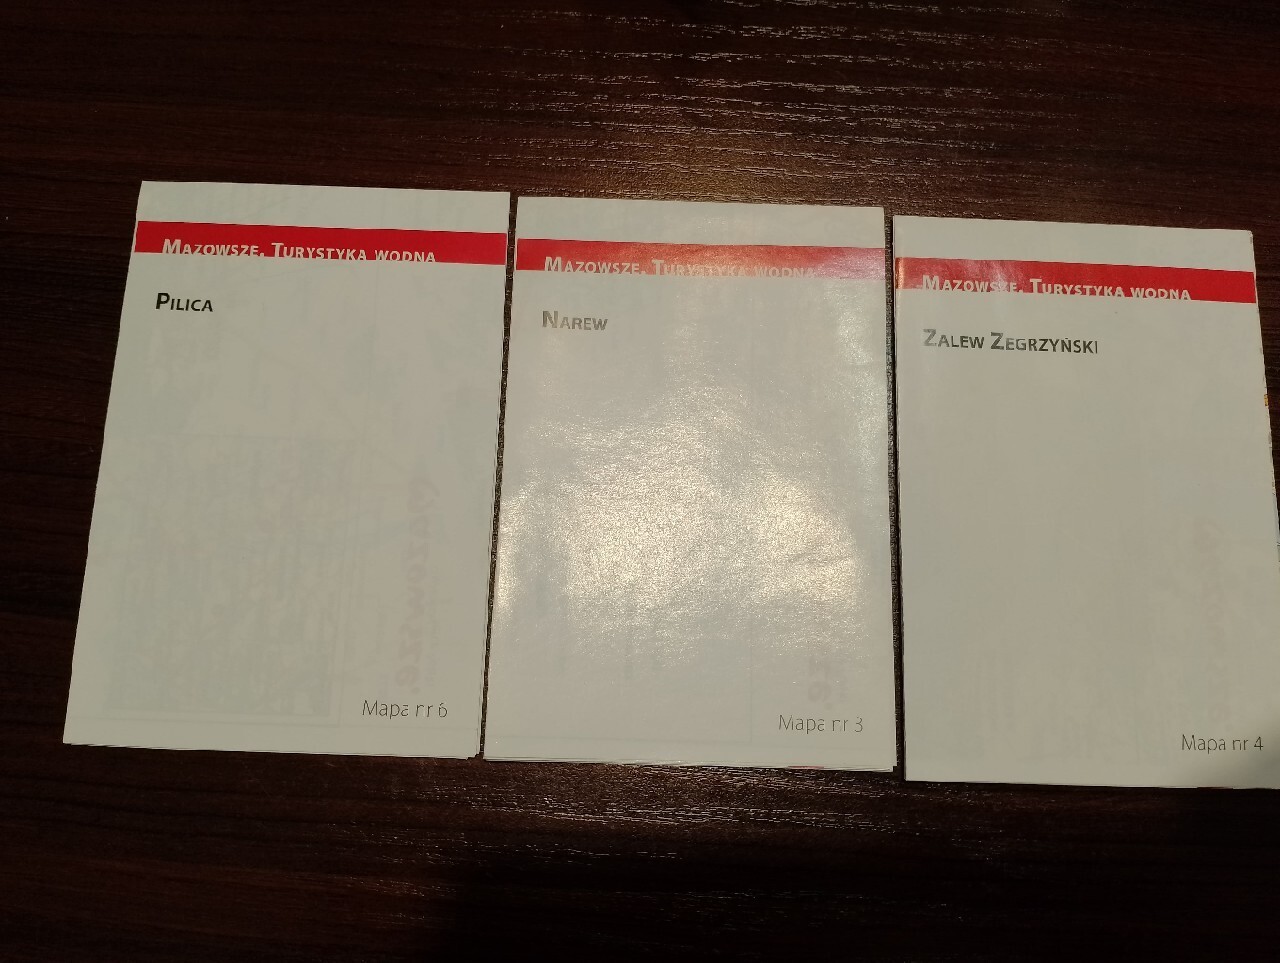 Mazowsze. Turystyka wodna
Pilica
Mapa nr 6
Mazowsze. Turystyka wodna
Narew
Mapa nr 3
Mazowsze. Turystyka wodna
Zalew Zegrzyński
Mapa nr 4